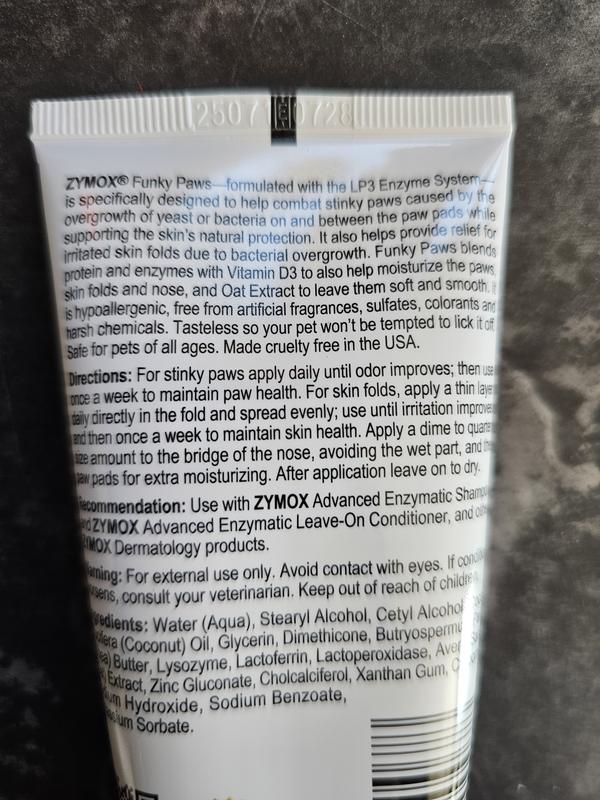 25071 E 0728
ZYMOX® Funky Paws—formulated with the LP3 Enzyme System—
is specifically designed to help combat stinky paws caused by the
overgrowth of yeast or bacteria on and between the paw pads while
supporting the skin's natural protection. It also helps provide relief for
irritated skin folds due to bacterial overgrowth. Funky Paws blends
protein and enzymes with Vitamin D3 to also help moisturize the paws,
skin folds and nose, and Oat Extract to leave them soft and smooth. It
is hypoallergenic, free from artificial fragrances, sulfates, colorants and
harsh chemicals. Tasteless so your pet won't be tempted to lick it off.
Safe for pets of all ages. Made cruelty free in the USA.
Directions: For stinky paws apply daily until odor improves; then use
once a week to maintain paw health. For skin folds, apply a thin layer
daily directly in the fold and spread evenly; use until irritation improves
and then once a week to maintain skin health. Apply a dime to quarter
size amount to the bridge of the nose, avoiding the wet part, and the
paw pads for extra moisturizing. After application leave on to dry.
Recommendation: Use with ZYMOX Advanced Enzymatic Shampoo
and ZYMOX Advanced Enzymatic Leave-On Conditioner, and other
ZYMOX Dermatology products.
Warning: For external use only. Avoid contact with eyes. If condition
worsens, consult your veterinarian. Keep out of reach of children.
Ingredients: Water (Aqua), Stearyl Alcohol, Cetyl Alcohol,
(Coconut) Oil, Glycerin, Dimethicone,
Butter, Lysozyme, Lactoferrin, Lactoperoxidase,
Extract, Zinc Gluconate, Cholcalciferol, Xanthan Gum,
Hydroxide, Sodium Benzoate,
Sorbate.